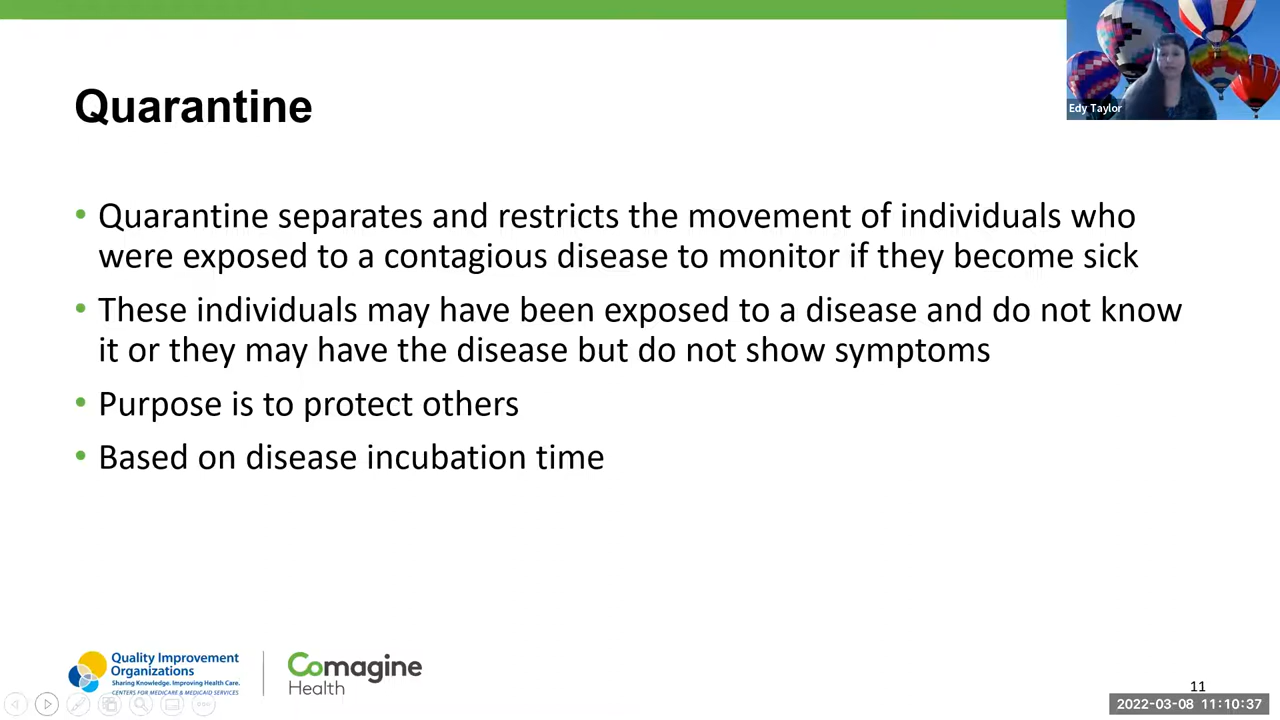 Edy Taylor
Quarantine
• Quarantine separates and restricts the movement of individuals who
were exposed to a contagious disease to monitor if they become sick
• These individuals may have been exposed to a disease and do not know
it or they may have the disease but do not show symptoms
• Purpose is to protect others
• Based on disease incubation time
Quality Improvement
Organizations
Sharing Knowledge. Improving Health Care.
CENTERS FOR MEDICARE & MEDICAID SERVICES
Comagine
Health
11
2022-03-08 11:10:37